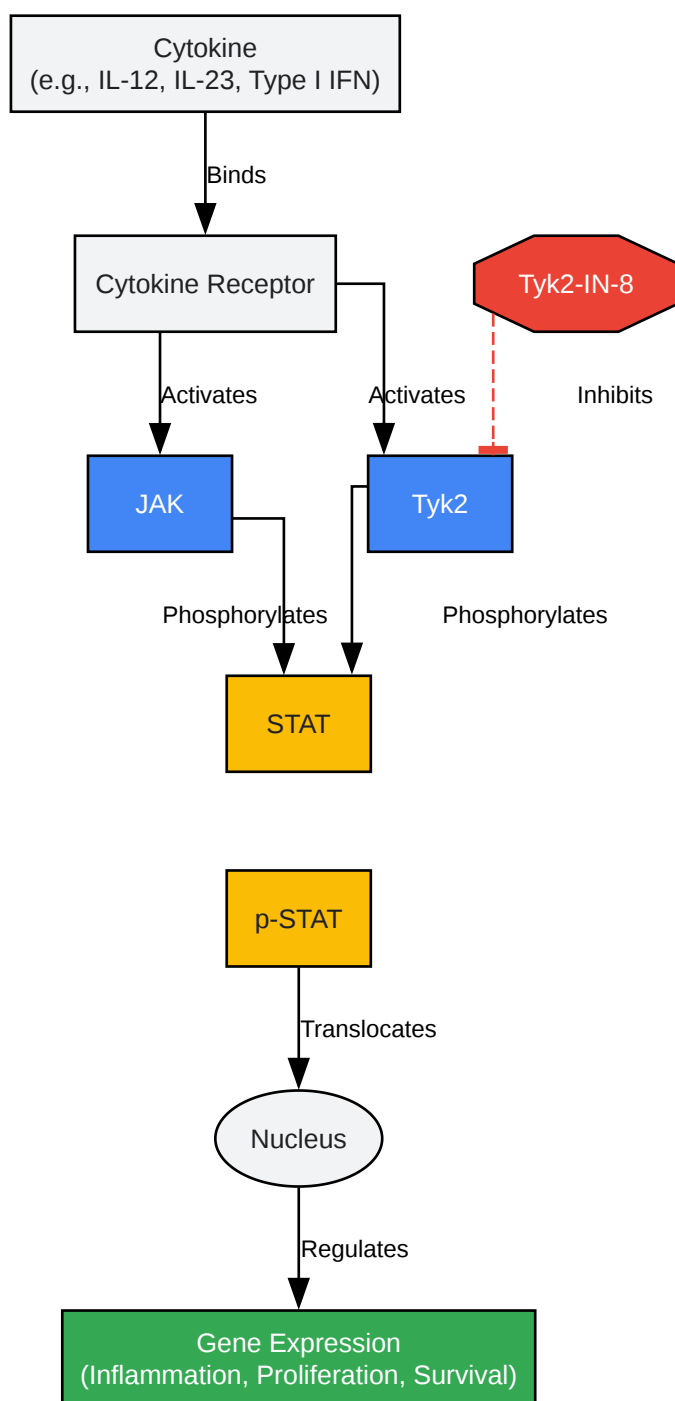 Cytokine
(e.g., IL-12, IL-23, Type I IFN)
Binds
Cytokine Receptor
Tyk2-IN-8
Activates
Activates
Inhibits
JAK
Tyk2
Phosphorylates
Phosphorylates
STAT
p-STAT
Translocates
Nucleus
Regulates
Gene Expression
(Inflammation, Proliferation, Survival)